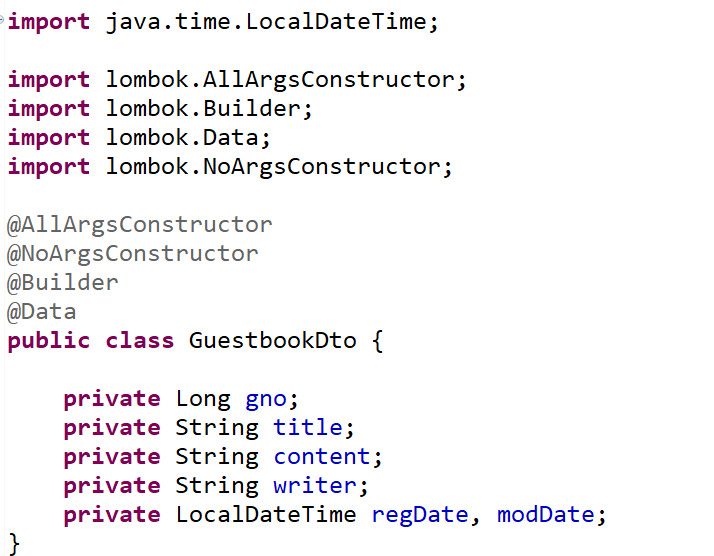 import java.time.LocalDateTime;
import lombok.AllArgsConstructor;
import lombok.Builder;
import lombok.Data;
import lombok.NoArgsConstructor;
@AllArgsConstructor
@NoArgsConstructor
@Builder
@Data
public class GuestbookDto {
    private Long gno;
    private String title;
    private String content;
    private String writer;
    private LocalDateTime regDate, modDate;
}